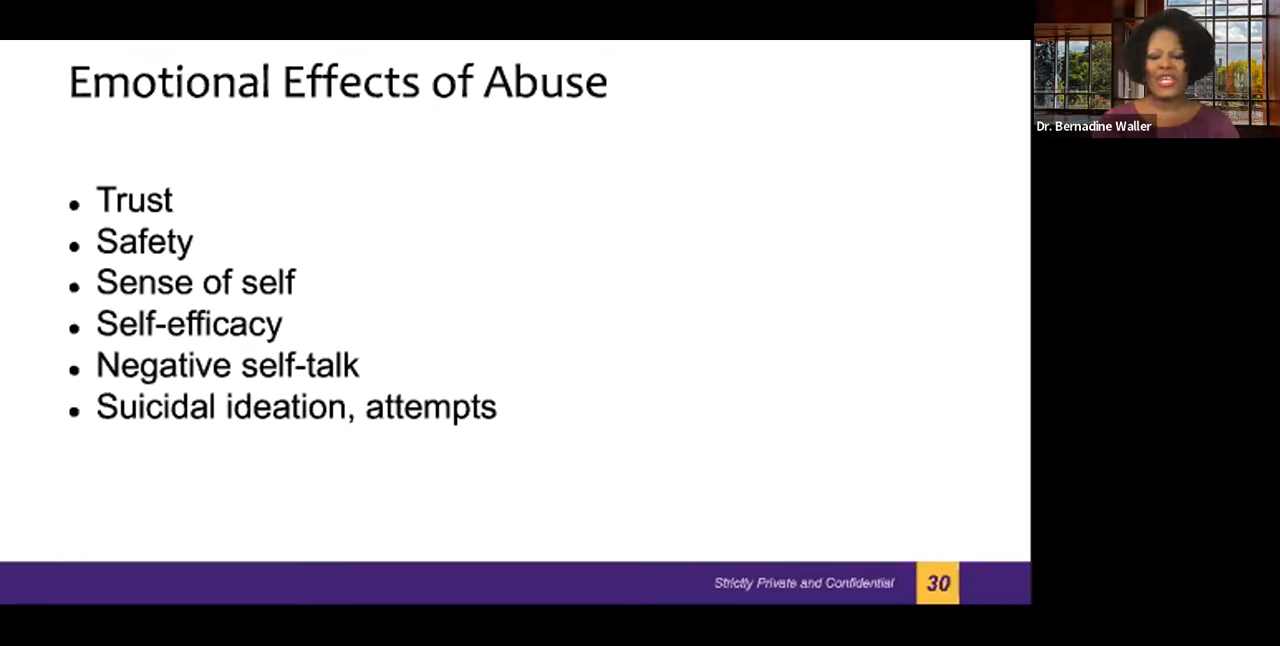 Emotional Effects of Abuse
Dr. Bernadine Waller
• Trust
• Safety
• Sense of self
• Self-efficacy
• Negative self-talk
• Suicidal ideation, attempts
Strictly Private and Confidential
30